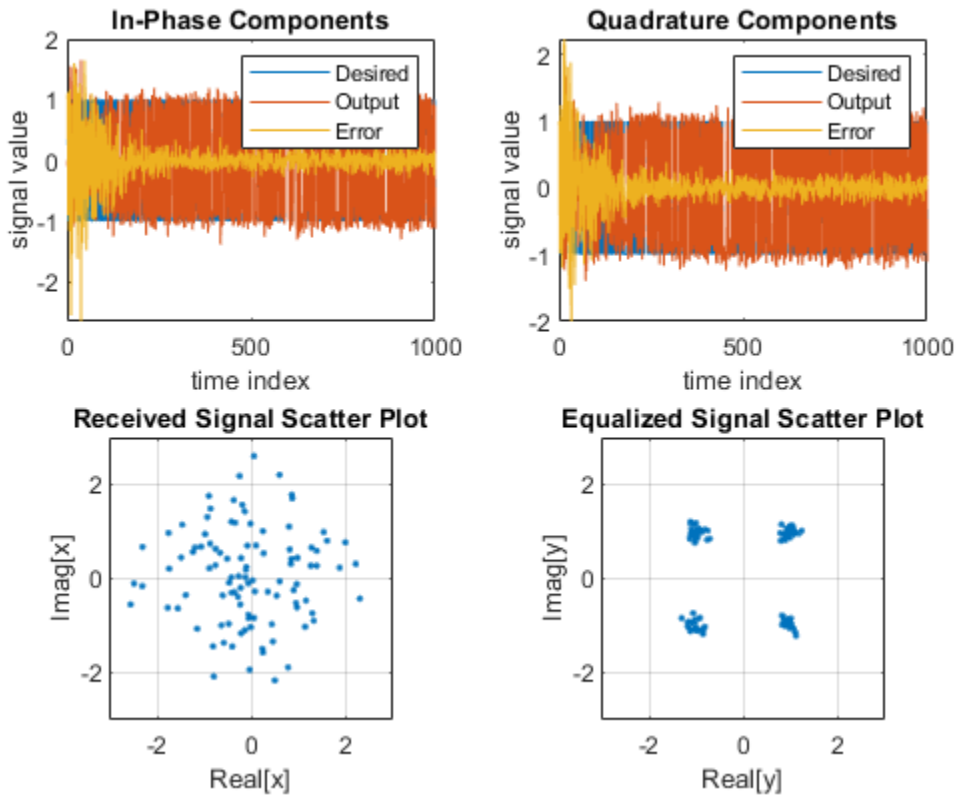 In-Phase Components
2
1
0
-1
-2
signal value
Desired
Output
Error
0
500
1000
time index
Quadrature Components
2
1
0
-1
-2
signal value
Desired
Output
Error
0
500
1000
time index
Received Signal Scatter Plot
2
0
-2
Imag[x]
-2
0
2
Real[x]
Equalized Signal Scatter Plot
2
0
-2
Imag[y]
-2
0
2
Real[y]